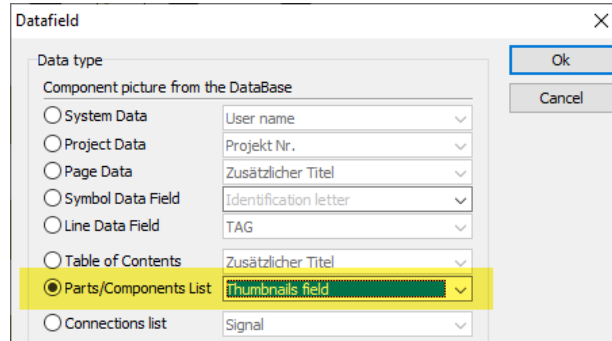 Datafield
Data type
Ok
Component picture from the DataBase
Cancel
System Data User name
Project Data Projekt Nr.
Page Data Zusätzlicher Titel
Symbol Data Field Identification letter
Line Data Field TAG
Table of Contents Zusätzlicher Titel
Parts/Components List Thumbnails field
Connections list Signal